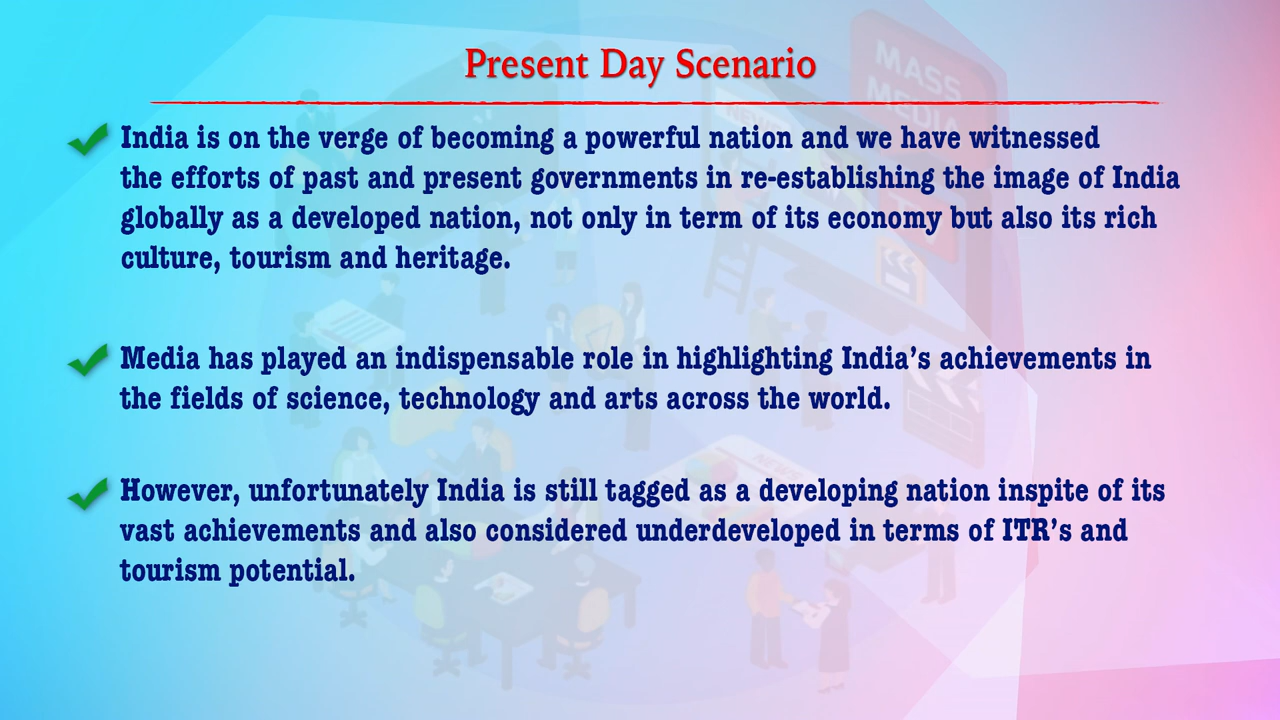 Present Day Scenario
MASS
MEDIA
India is on the verge of becoming a powerful nation and we have witnessed
the efforts of past and present governments in re-establishing the image of India
globally as a developed nation, not only in term of its economy but also its rich
culture, tourism and heritage.
Media has played an indispensable role in highlighting India’s achievements in
the fields of science, technology and arts across the world.
However, unfortunately India is still tagged as a developing nation inspite of its
vast achievements and also considered underdeveloped in terms of ITR’s and
tourism potential.